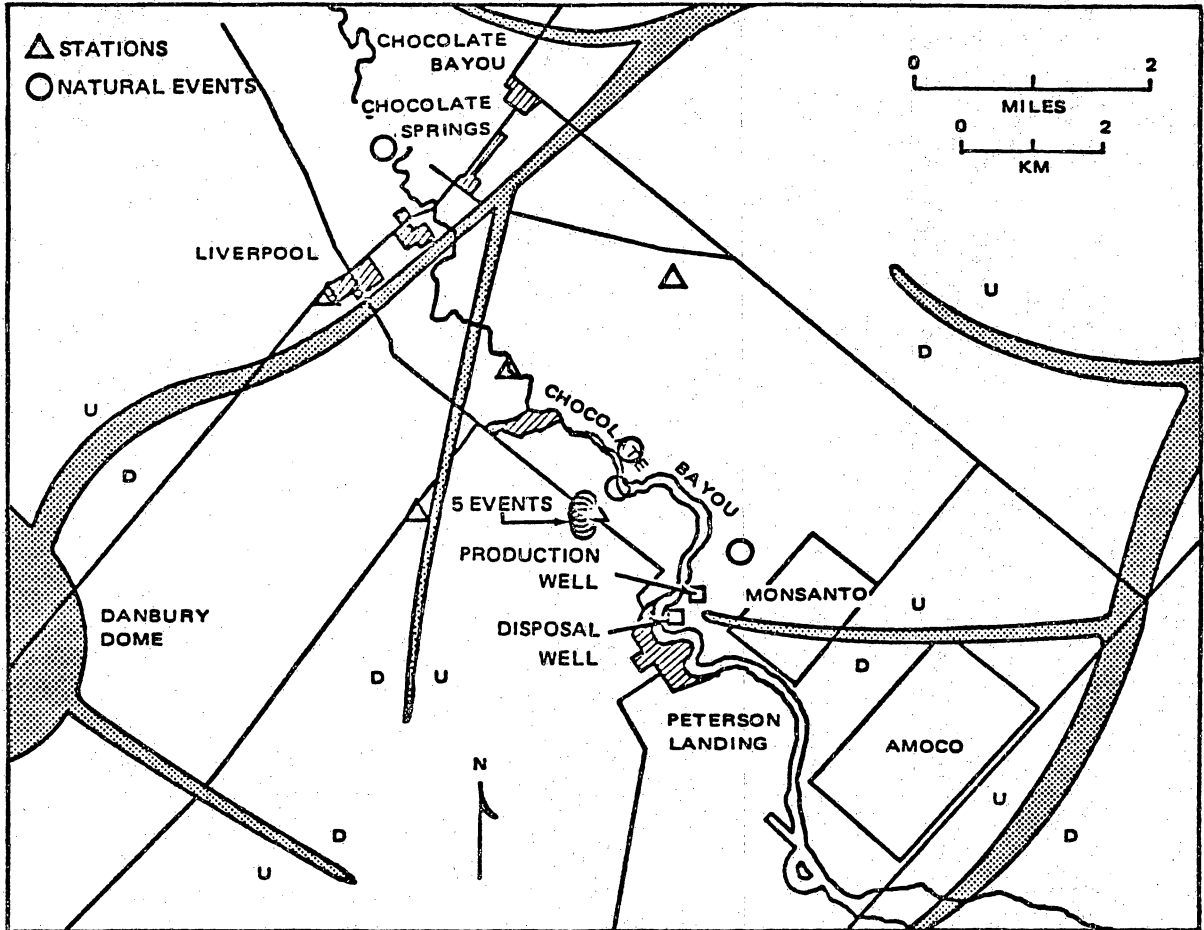 STATIONS
NATURAL EVENTS
CHOCOLATE
BAYOU
CHOCOLATE
SPRINGS
0 2
MILES
0 2
KM
LIVERPOOL
U
D
U
D
CHOCOLATE BAYOU
5 EVENTS
PRODUCTION
WELL
MONSANTO
U
DISPOSAL
WELL
D
DANBURY
DOME
D U
PETERSON
LANDING
AMOCO
N
U
D
D
U